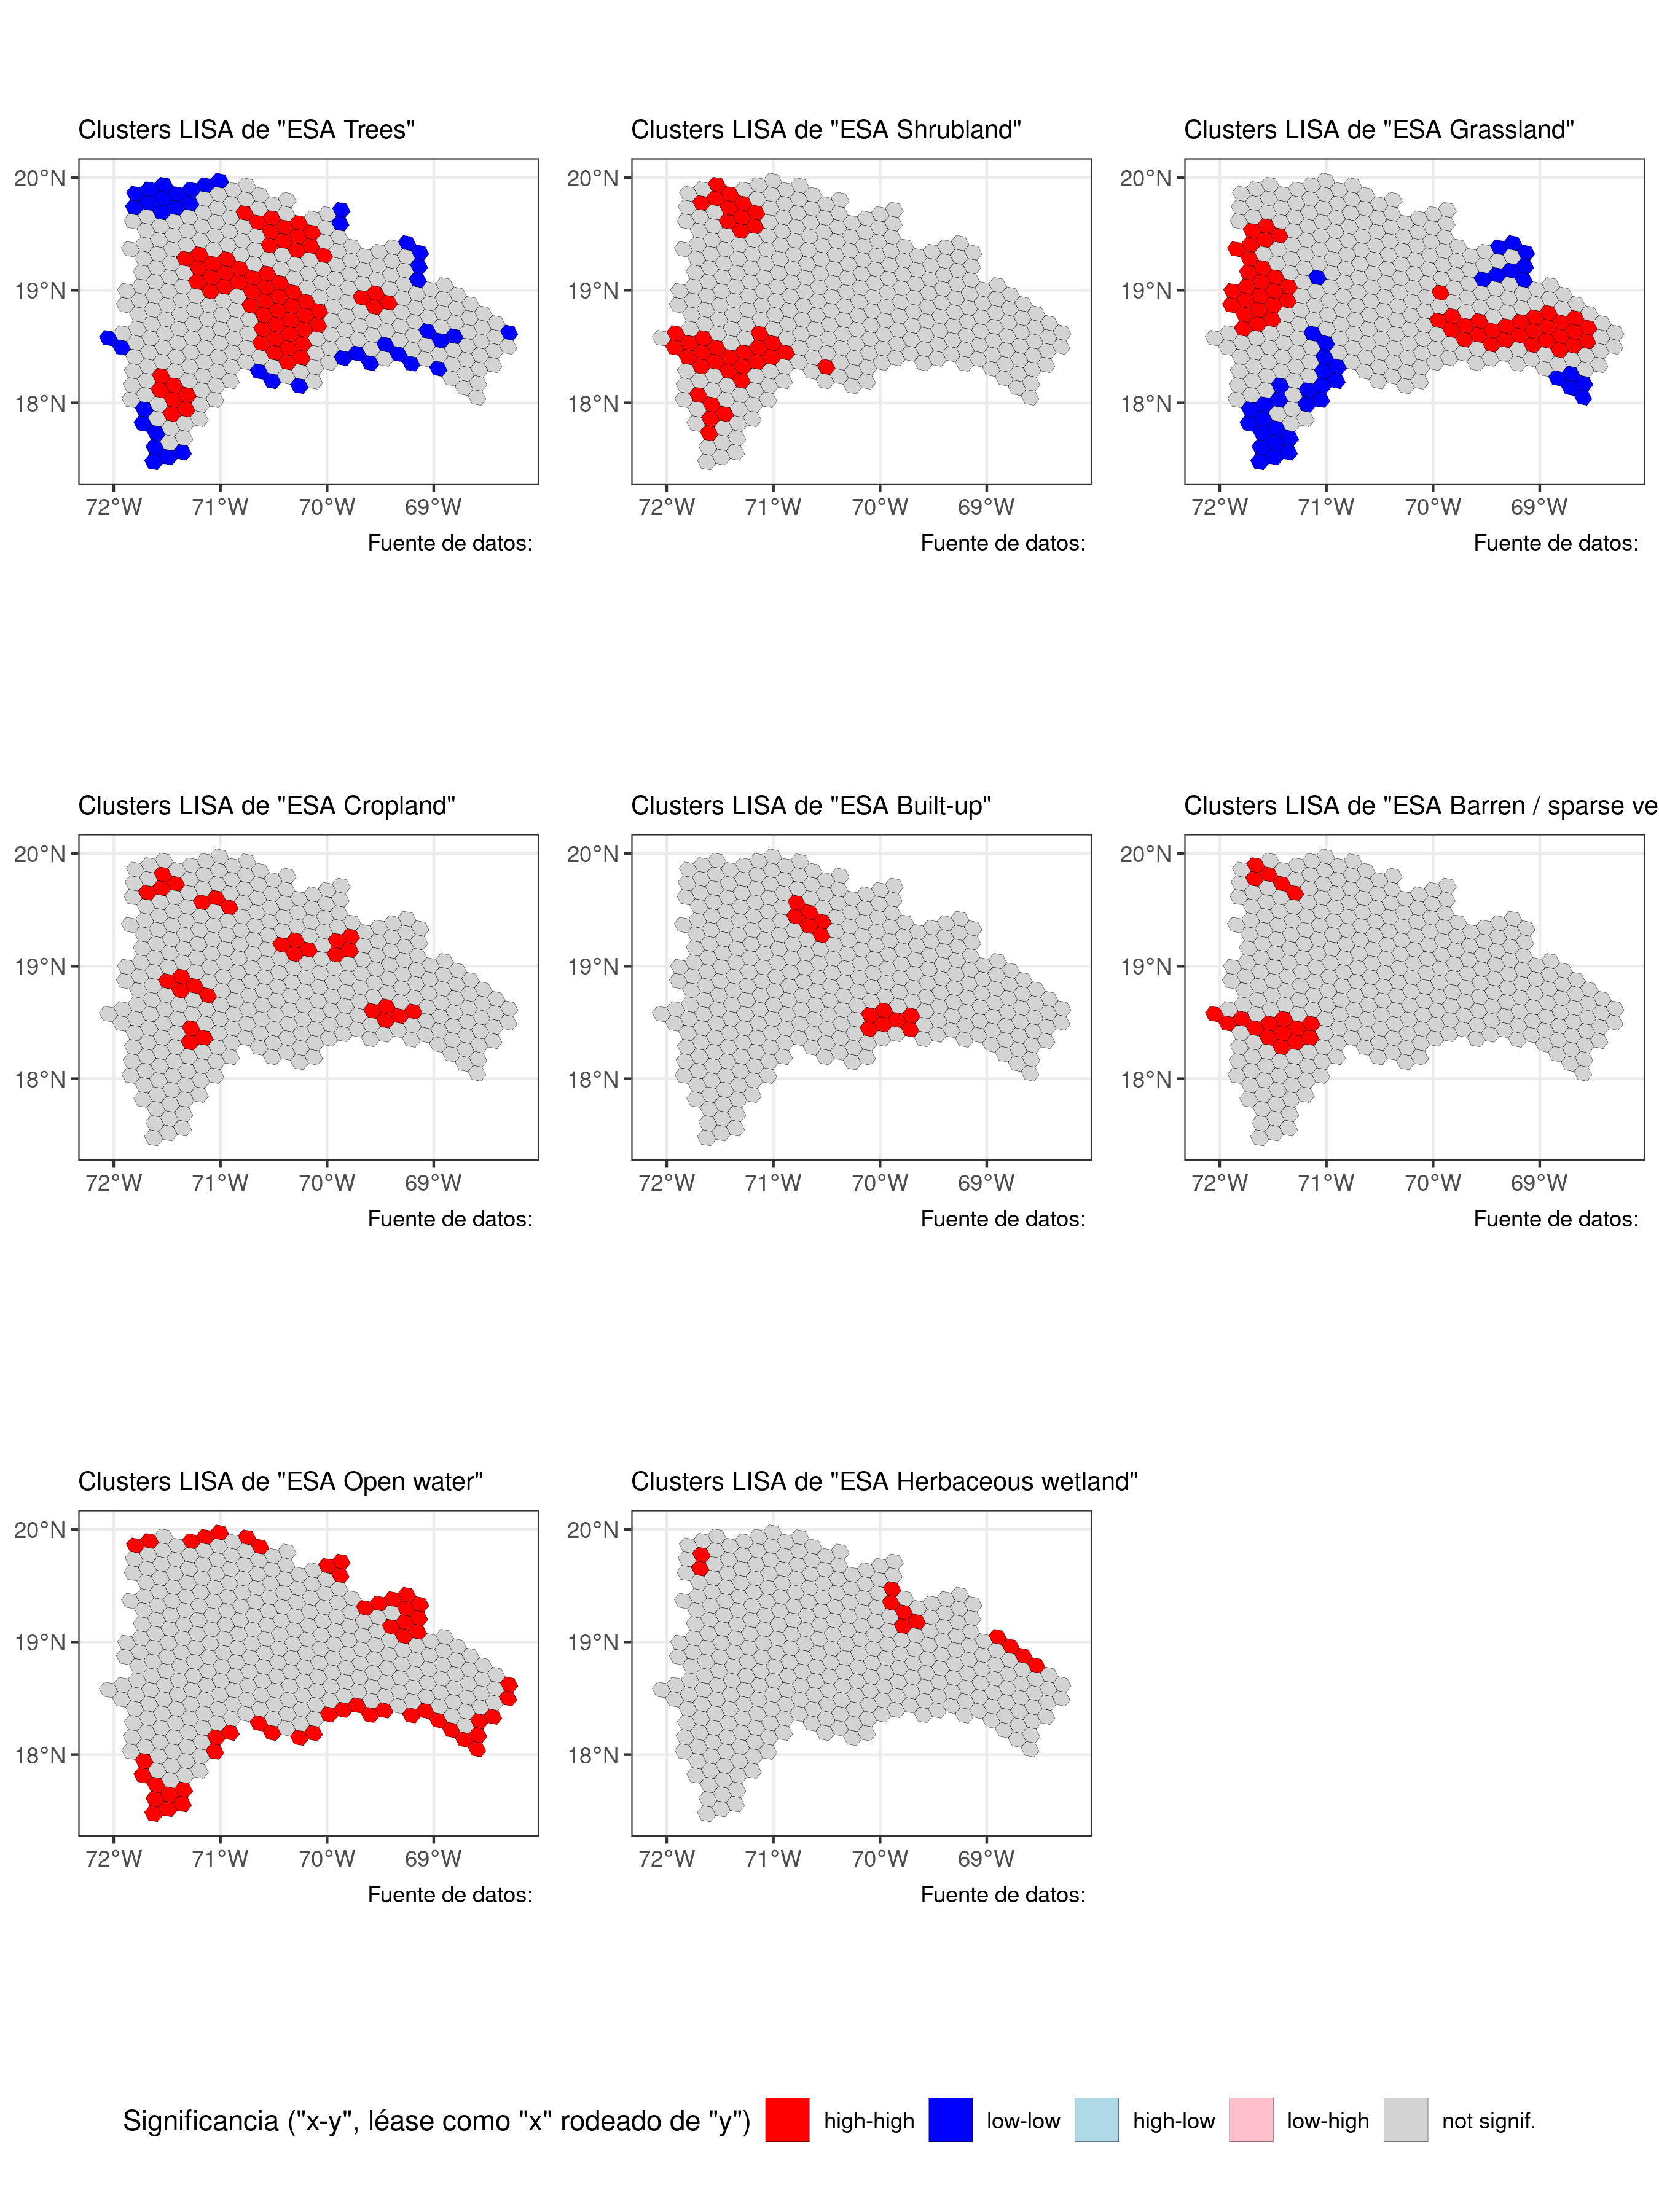 Clusters LISA de "ESA Trees"
Clusters LISA de "ESA Shrubland"
Clusters LISA de "ESA Grassland"
20°N
19°N
18°N
72°W 71°W 70°W 69°W
Fuente de datos:
20°N
19°N
18°N
72°W 71°W 70°W 69°W
Fuente de datos:
20°N
19°N
18°N
72°W 71°W 70°W 69°W
Fuente de datos:
Clusters LISA de "ESA Cropland"
Clusters LISA de "ESA Built-up"
Clusters LISA de "ESA Barren / sparse ve
20°N
19°N
18°N
72°W 71°W 70°W 69°W
Fuente de datos:
20°N
19°N
18°N
72°W 71°W 70°W 69°W
Fuente de datos:
20°N
19°N
18°N
72°W 71°W 70°W 69°W
Fuente de datos:
Clusters LISA de "ESA Open water"
Clusters LISA de "ESA Herbaceous wetland"
20°N
19°N
18°N
72°W 71°W 70°W 69°W
Fuente de datos:
20°N
19°N
18°N
72°W 71°W 70°W 69°W
Fuente de datos:
Significancia ("x-y", léase como "x" rodeado de "y") high-high low-low high-low low-high not signif.